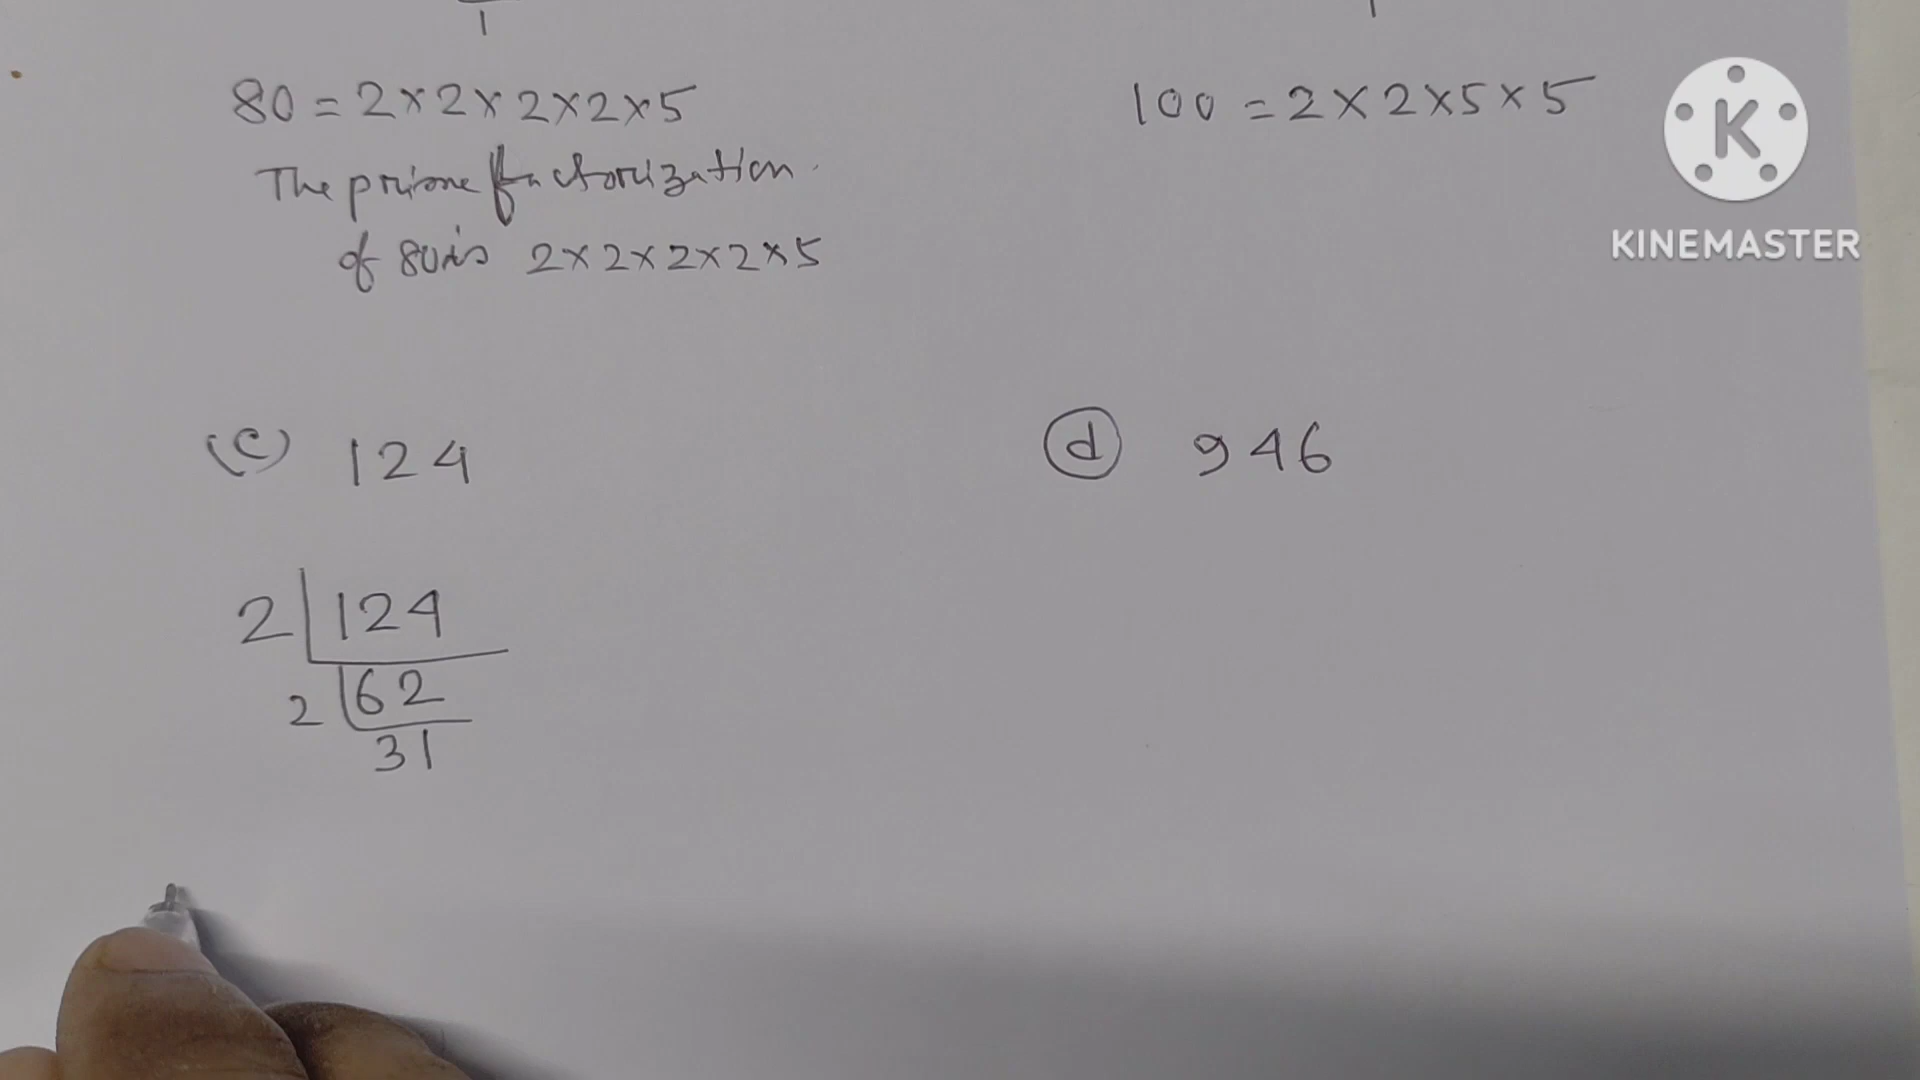 1
80 = 2 × 2 × 2 × 2 × 5
The prime factorization
of 80 is 2 × 2 × 2 × 2 × 5
100 = 2 × 2 × 5 × 5
K
KINEMASTER
(c) 124
(d) 946
2 124
2 62
31